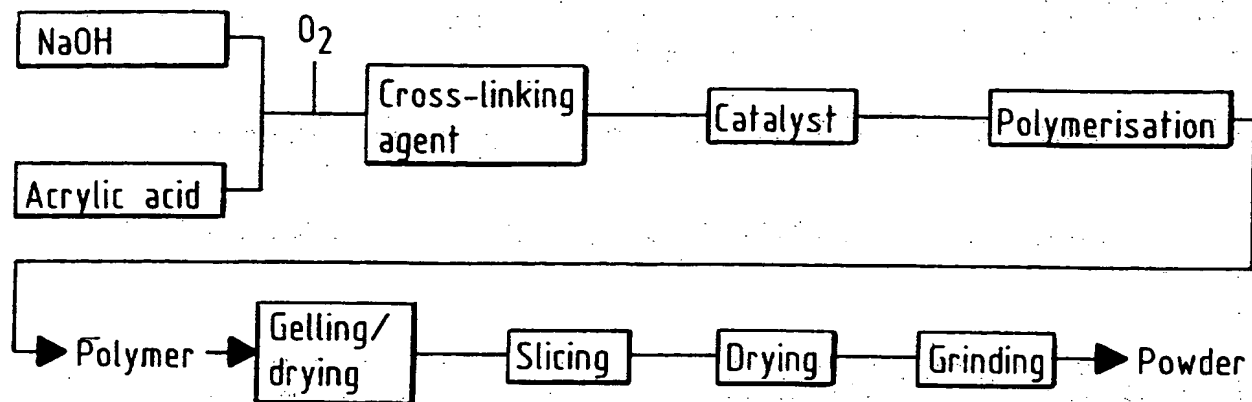 NaOH
O2
Cross-linking
agent
Catalyst
Polymerisation
Acrylic acid
Polymer
Gelling/
drying
Slicing
Drying
Grinding
Powder